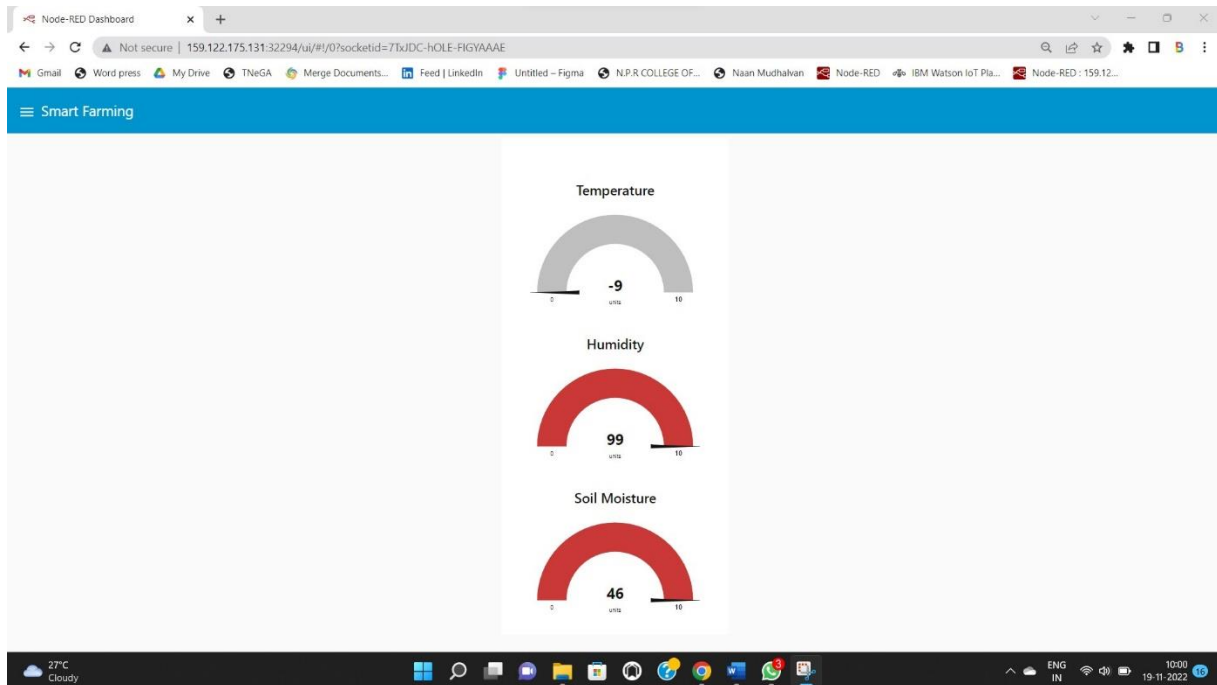 Node-RED Dashboard
Not secure | 159.122.175.131:32294/ui/#!/0?socketid=7TxJDC-hOLE-FIGYAAAE
Gmail Word press My Drive TNeGA Merge Documents... Feed | LinkedIn Untitled – Figma N.P.R COLLEGE OF... Naan Mudhalvan Node-RED IBM Watson IoT Pla... Node-RED : 159.12...
Smart Farming
Temperature
-9
units
0 10
Humidity
99
units
0 10
Soil Moisture
46
units
0 10
27°C
Cloudy
3
ENG
IN
10:00
19-11-2022
16